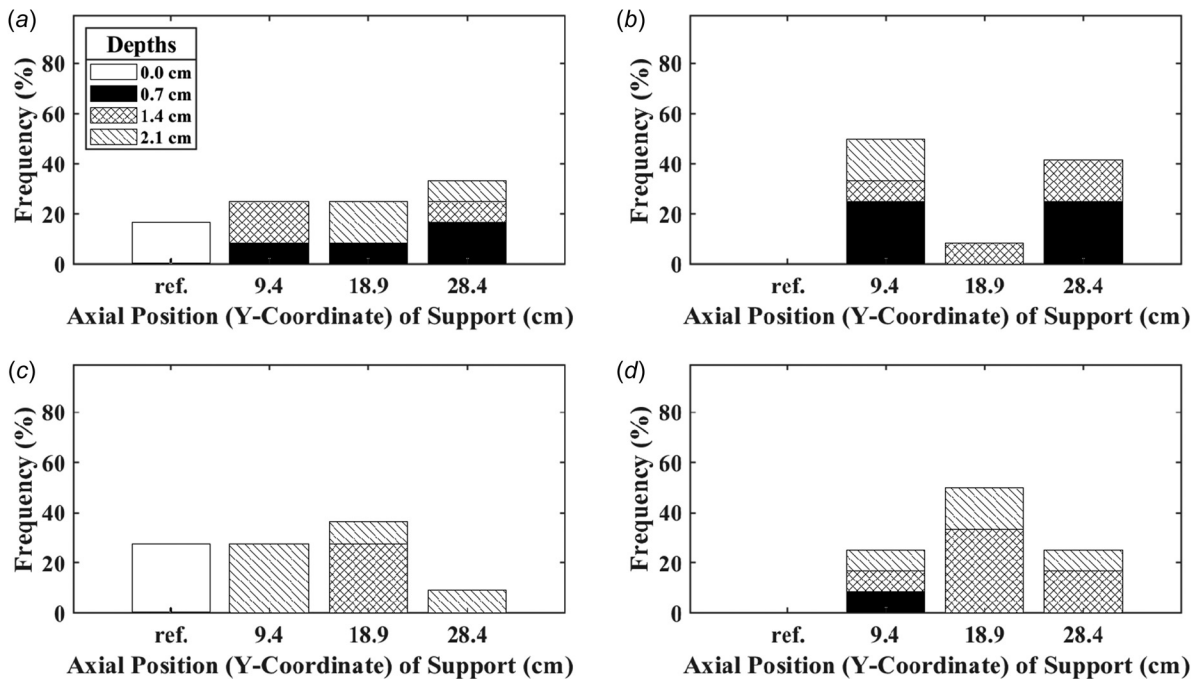 (a)
Depths
0.0 cm
0.7 cm
1.4 cm
2.1 cm
Frequency (%)
80
60
40
20
0
ref. 9.4 18.9 28.4
Axial Position (Y-Coordinate) of Support (cm)
(b)
Frequency (%)
80
60
40
20
0
ref. 9.4 18.9 28.4
Axial Position (Y-Coordinate) of Support (cm)
(c)
Frequency (%)
80
60
40
20
0
ref. 9.4 18.9 28.4
Axial Position (Y-Coordinate) of Support (cm)
(d)
Frequency (%)
80
60
40
20
0
ref. 9.4 18.9 28.4
Axial Position (Y-Coordinate) of Support (cm)